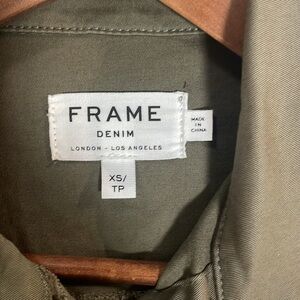 FRAME
DENIM
LONDON - LOS ANGELES
MADE
IN
CHINA
XS/
TP